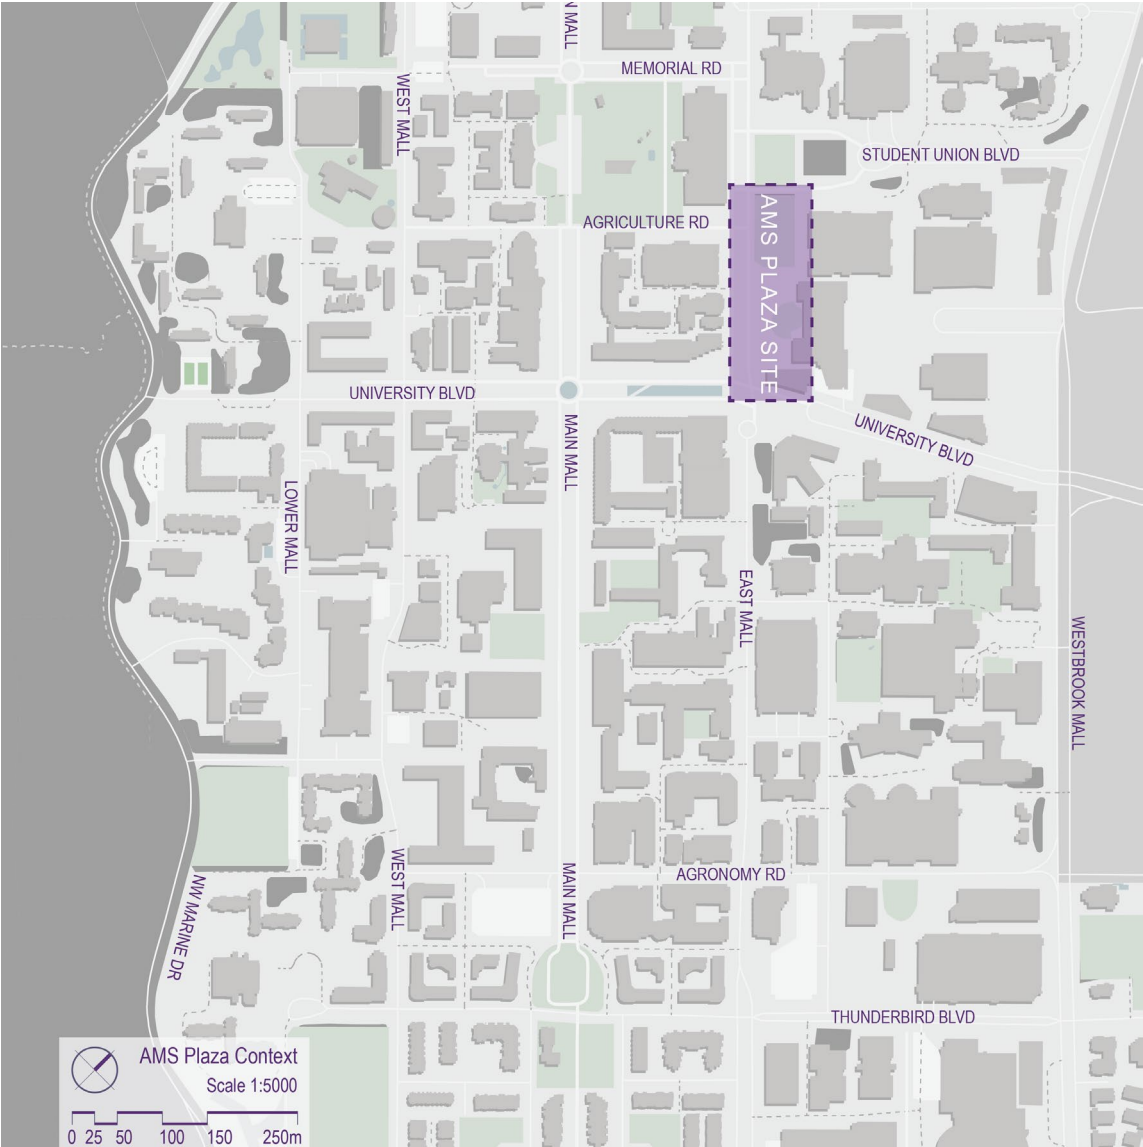 N MALL
MEMORIAL RD
WEST MALL
STUDENT UNION BLVD
AGRICULTURE RD
AMS PLAZA SITE
UNIVERSITY BLVD
MAIN MALL
UNIVERSITY BLVD
LOWER MALL
EAST MALL
WESTBROOK MALL
WEST MALL
MAIN MALL
AGRONOMY RD
NW MARINE DR
THUNDERBIRD BLVD
AMS Plaza Context
Scale 1:5000
0 25 50 100 150 250m